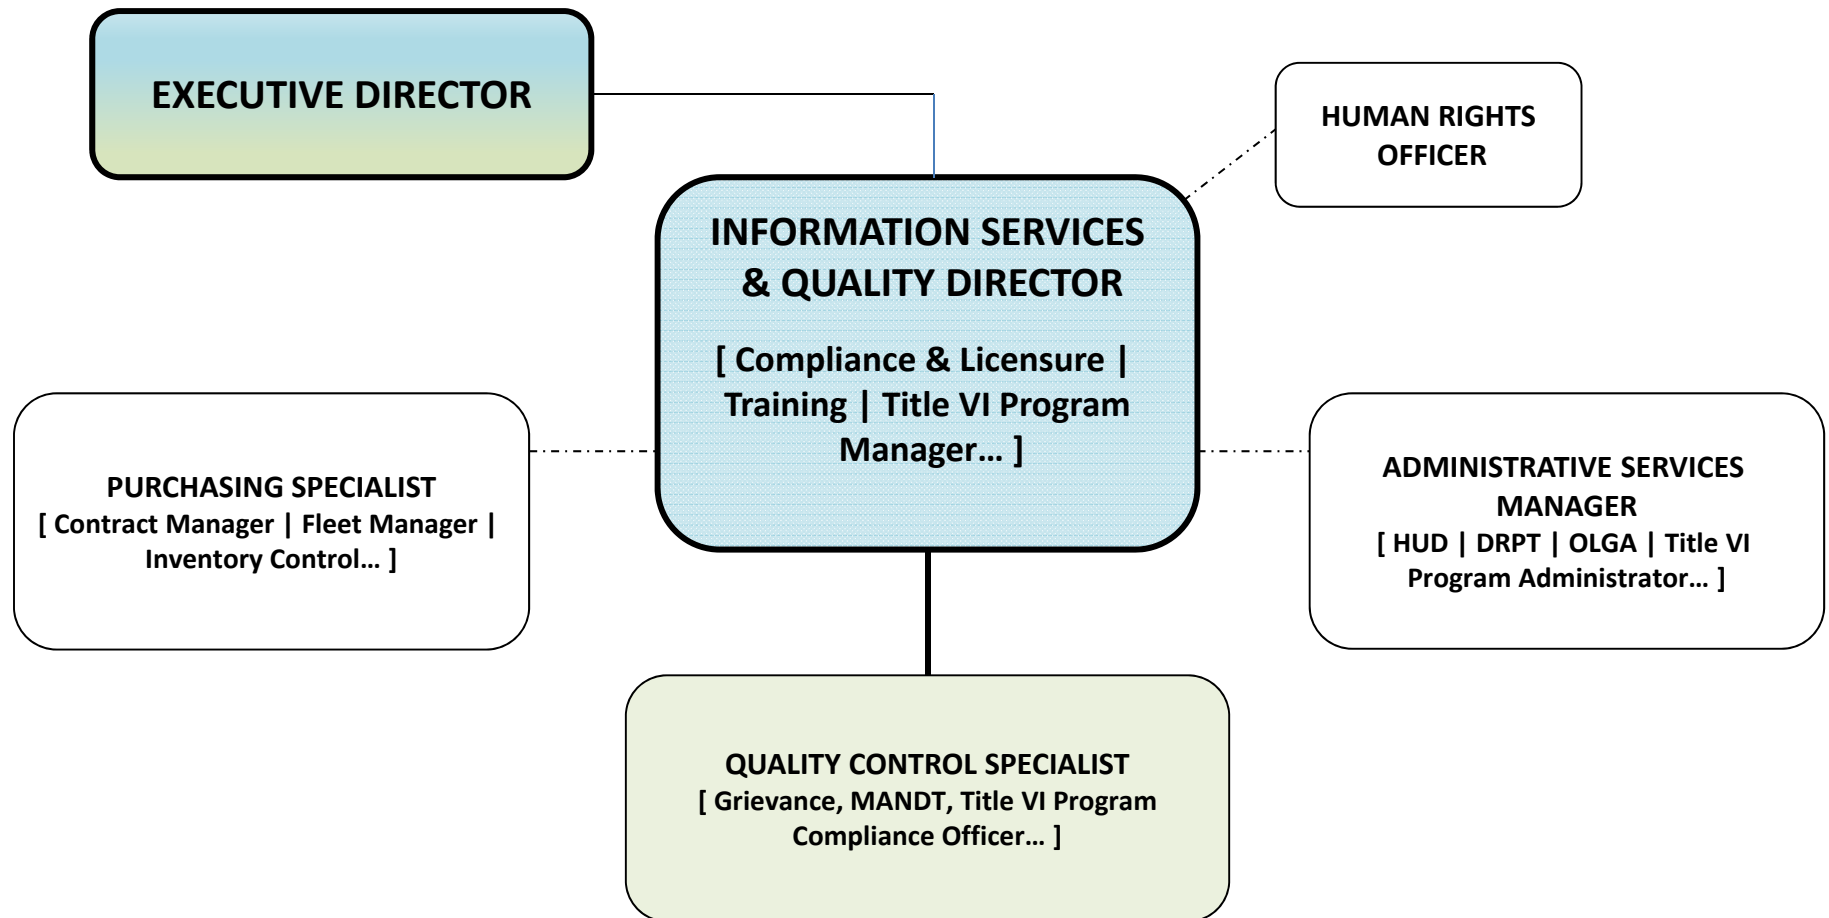 EXECUTIVE DIRECTOR
HUMAN RIGHTS
OFFICER
INFORMATION SERVICES
& QUALITY DIRECTOR
[ Compliance & Licensure |
Training | Title VI Program
Manager… ]
PURCHASING SPECIALIST
[ Contract Manager | Fleet Manager |
Inventory Control… ]
ADMINISTRATIVE SERVICES
MANAGER
[ HUD | DRPT | OLGA | Title VI
Program Administrator… ]
QUALITY CONTROL SPECIALIST
[ Grievance, MANDT, Title VI Program
Compliance Officer… ]